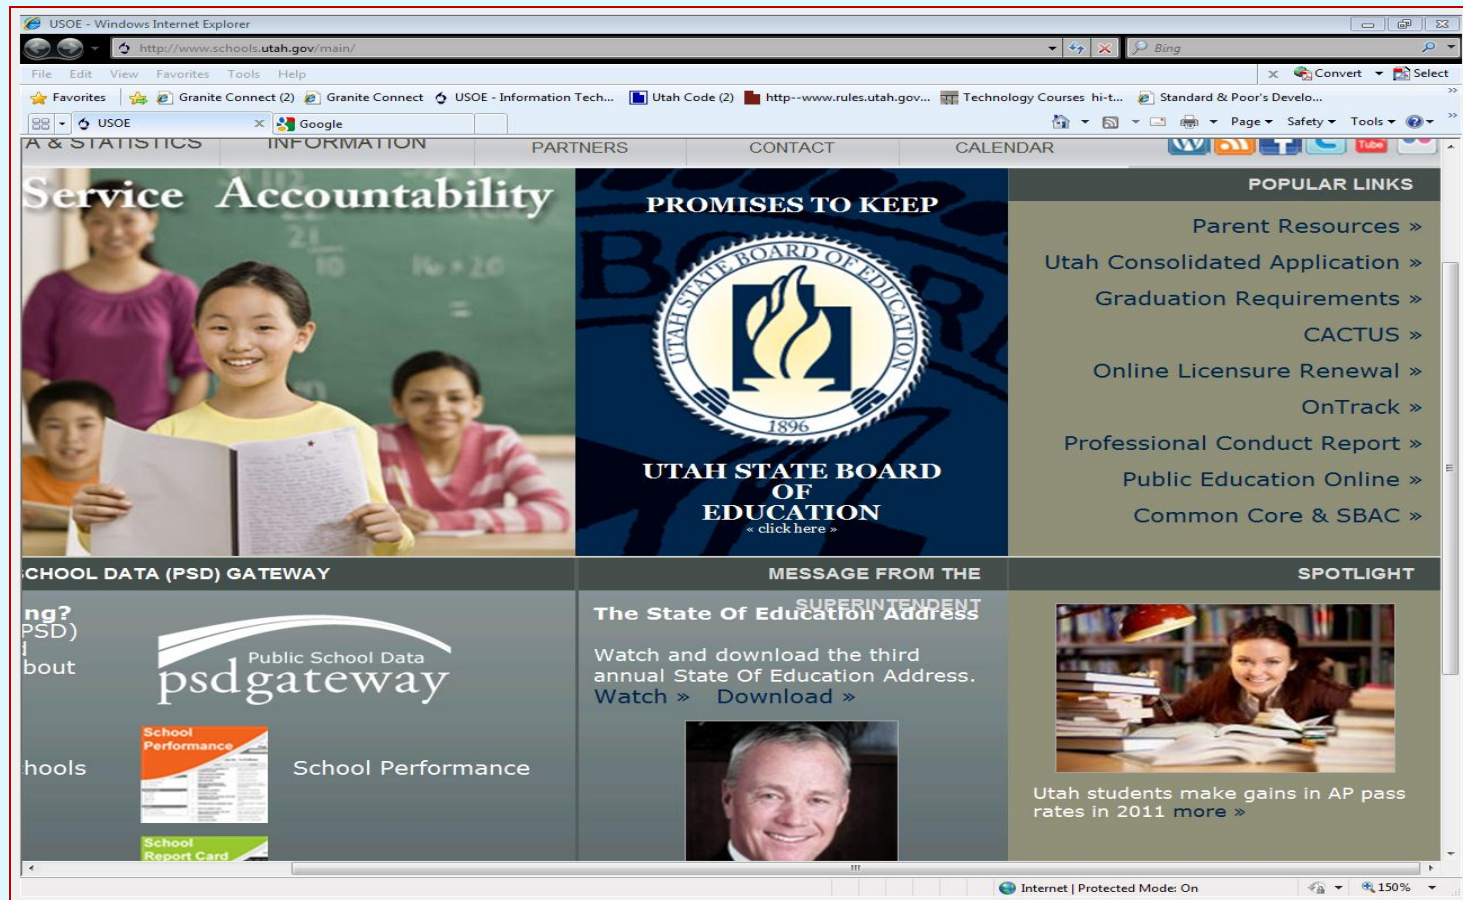 USOE - Windows Internet Explorer
http://www.schools.utah.gov/main/
Bing
File Edit View Favorites Tools Help
Convert Select
Favorites Granite Connect (2) Granite Connect USOE - Information Tech... Utah Code (2) http--www.rules.utah.gov... Technology Courses hi-t... Standard & Poor's Develo...
USOE Google Page Safety Tools
A & STATISTICS INFORMATION PARTNERS CONTACT CALENDAR
Tube
Service Accountability
PROMISES TO KEEP
UTAH STATE BOARD OF EDUCATION
1896
UTAH STATE BOARD
OF
EDUCATION
« click here »
POPULAR LINKS
Parent Resources »
Utah Consolidated Application »
Graduation Requirements »
CACTUS »
Online Licensure Renewal »
OnTrack »
Professional Conduct Report »
Public Education Online »
Common Core & SBAC »
SCHOOL DATA (PSD) GATEWAY
ng?
PSD)
bout
Public School Data
psdgateway
School
Performance
hools School Performance
School
Report Card
MESSAGE FROM THE
SUPERINTENDENT
The State Of Education Address
Watch and download the third
annual State Of Education Address.
Watch » Download »
SPOTLIGHT
Utah students make gains in AP pass
rates in 2011 more »
Internet | Protected Mode: On 150%